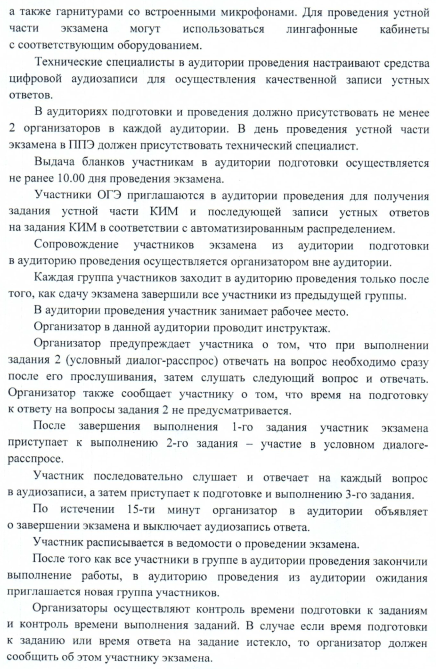 а также гарнитурами со встроенными микрофонами. Для проведения устной
части экзамена могут использоваться лингафонные кабинеты
с соответствующим оборудованием.
Технические специалисты в аудитории проведения настраивают средства
цифровой аудиозаписи для осуществления качественной записи устных
ответов.
В аудиториях подготовки и проведения должно присутствовать не менее
2 организаторов в каждой аудитории. В день проведения устной части
экзамена в ППЭ должен присутствовать технический специалист.
Выдача бланков участникам в аудитории подготовки осуществляется
не ранее 10.00 дня проведения экзамена.
Участники ОГЭ приглашаются в аудитории проведения для получения
задания устной части КИМ и последующей записи устных ответов
на задания КИМ в соответствии с автоматизированным распределением.
Сопровождение участников экзамена из аудитории подготовки
в аудиторию проведения осуществляется организатором вне аудитории.
Каждая группа участников заходит в аудиторию проведения только после
того, как сдачу экзамена завершили все участники из предыдущей группы.
В аудитории проведения участник занимает рабочее место.
Организатор в данной аудитории проводит инструктаж.
Организатор предупреждает участника о том, что при выполнении
задания 2 (условный диалог-расспрос) отвечать на вопрос необходимо сразу
после его прослушивания, затем слушать следующий вопрос и отвечать.
Организатор также сообщает участнику о том, что время на подготовку
к ответу на вопросы задания 2 не предусматривается.
После завершения выполнения 1-го задания участник экзамена
приступает к выполнению 2-го задания – участие в условном диалоге-
расспросе.
Участник последовательно слушает и отвечает на каждый вопрос
в аудиозаписи, а затем приступает к подготовке и выполнению 3-го задания.
По истечении 15-ти минут организатор в аудитории объявляет
о завершении экзамена и выключает аудиозапись ответа.
Участник расписывается в ведомости о проведении экзамена.
После того как все участники в группе в аудитории проведения закончили
выполнение работы, в аудиторию проведения из аудитории ожидания
приглашается новая группа участников.
Организаторы осуществляют контроль времени подготовки к заданиям
и контроль времени выполнения заданий. В случае если время подготовки
к заданию или время ответа на задание истекло, то организатор должен
сообщить об этом участнику экзамена.